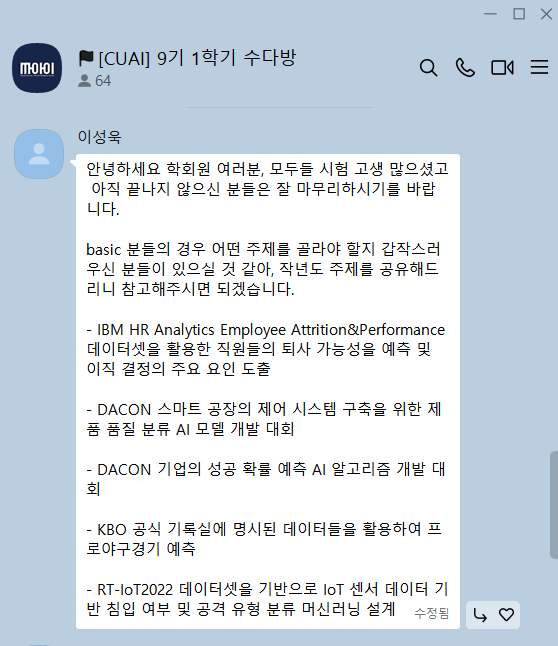 [CUAI] 9기 1학기 수다방
64
이성욱
안녕하세요 학회원 여러분, 모두들 시험 고생 많으셨고
아직 끝나지 않으신 분들은 잘 마무리하시기를 바랍
니다.
basic 분들의 경우 어떤 주제를 골라야 할지 갑작스러
우신 분들이 있으실 것 같아, 작년도 주제를 공유해드
리니 참고해주시면 되겠습니다.
- IBM HR Analytics Employee Attrition&Performance
데이터셋을 활용한 직원들의 퇴사 가능성을 예측 및
이직 결정의 주요 요인 도출
- DACON 스마트 공장의 제어 시스템 구축을 위한 제
품 품질 분류 AI 모델 개발 대회
- DACON 기업의 성공 확률 예측 AI 알고리즘 개발 대
회
- KBO 공식 기록실에 명시된 데이터들을 활용하여 프
로야구경기 예측
- RT-IoT2022 데이터셋을 기반으로 IoT 센서 데이터 기
반 침입 여부 및 공격 유형 분류 머신러닝 설계
수정됨